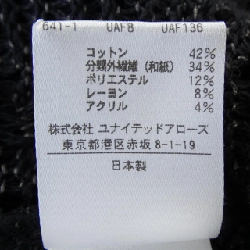 641-1 UAF8 UAF136
コットン 42%
分類外繊維(和紙) 34%
ポリエステル 12%
レーヨン 8%
アクリル 4%
株式会社 ユナイテッドアローズ
東京都港区赤坂8-1-19
日本製